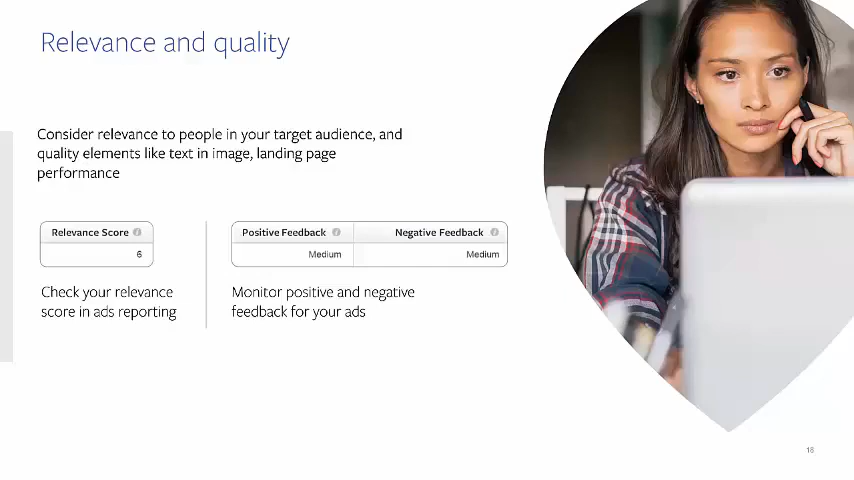 Relevance and quality
Consider relevance to people in your target audience, and
quality elements like text in image, landing page
performance
Relevance Score
6
Check your relevance
score in ads reporting
Positive Feedback Negative Feedback
Medium Medium
Monitor positive and negative
feedback for your ads
18